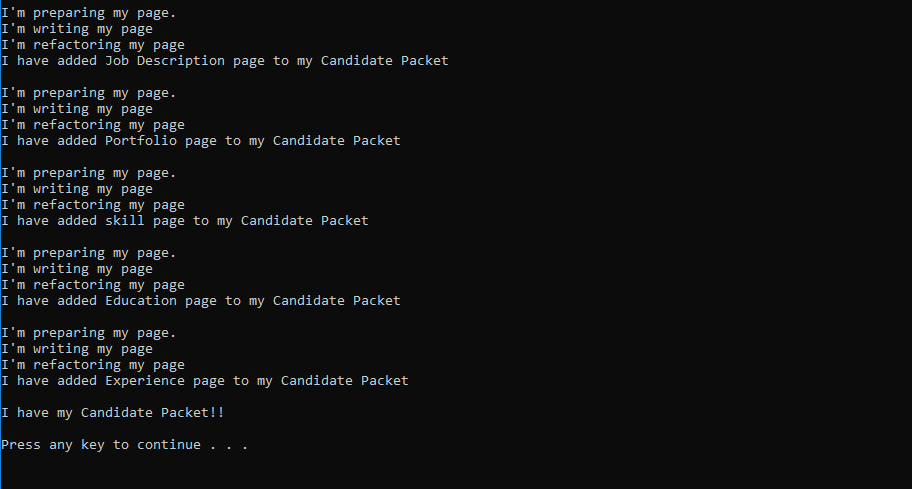 I'm preparing my page.
I'm writing my page
I'm refactoring my page
I have added Job Description page to my Candidate Packet
I'm preparing my page.
I'm writing my page
I'm refactoring my page
I have added Portfolio page to my Candidate Packet
I'm preparing my page.
I'm writing my page
I'm refactoring my page
I have added skill page to my Candidate Packet
I'm preparing my page.
I'm writing my page
I'm refactoring my page
I have added Education page to my Candidate Packet
I'm preparing my page.
I'm writing my page
I'm refactoring my page
I have added Experience page to my Candidate Packet
I have my Candidate Packet!!
Press any key to continue . . .